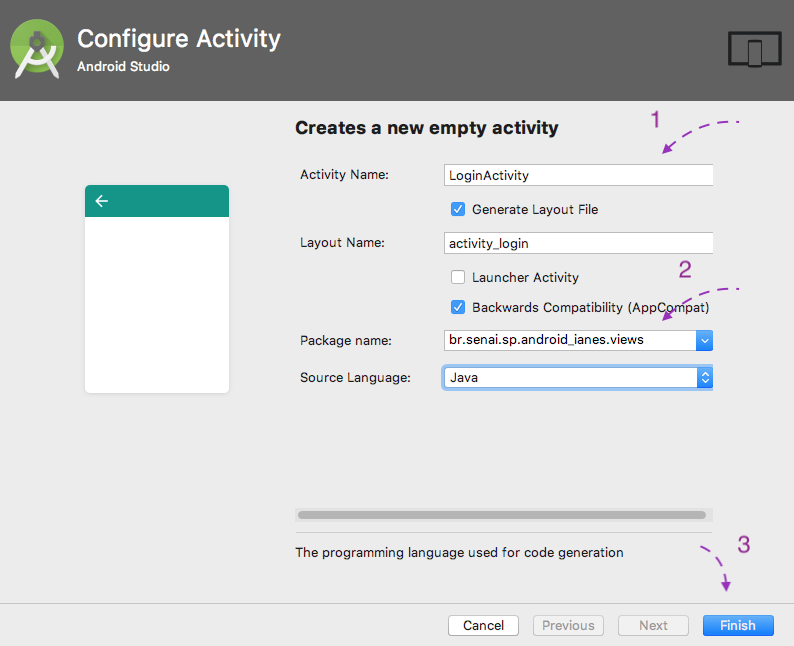 Configure Activity
Android Studio
Creates a new empty activity
1
Activity Name:
LoginActivity
Generate Layout File
Layout Name:
activity_login
2
Launcher Activity
Backwards Compatibility (AppCompat)
Package name:
br.senai.sp.android_ianes.views
Source Language:
Java
The programming language used for code generation
3
Cancel
Previous
Next
Finish